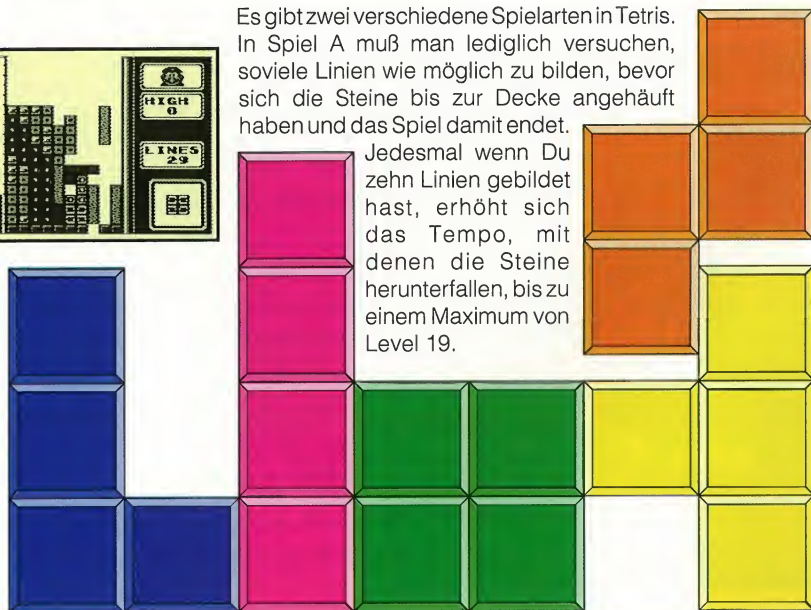 Es gibt zwei verschiedene Spielarten in Tetris.
In Spiel A muß man lediglich versuchen,
soviele Linien wie möglich zu bilden, bevor
sich die Steine bis zur Decke angehäuft
haben und das Spiel damit endet.
Jedesmal wenn Du
zehn Linien gebildet
hast, erhöht sich
das Tempo, mit
denen die Steine
herunterfallen, bis zu
einem Maximum von
Level 19.
HIGH
0
LINES
29